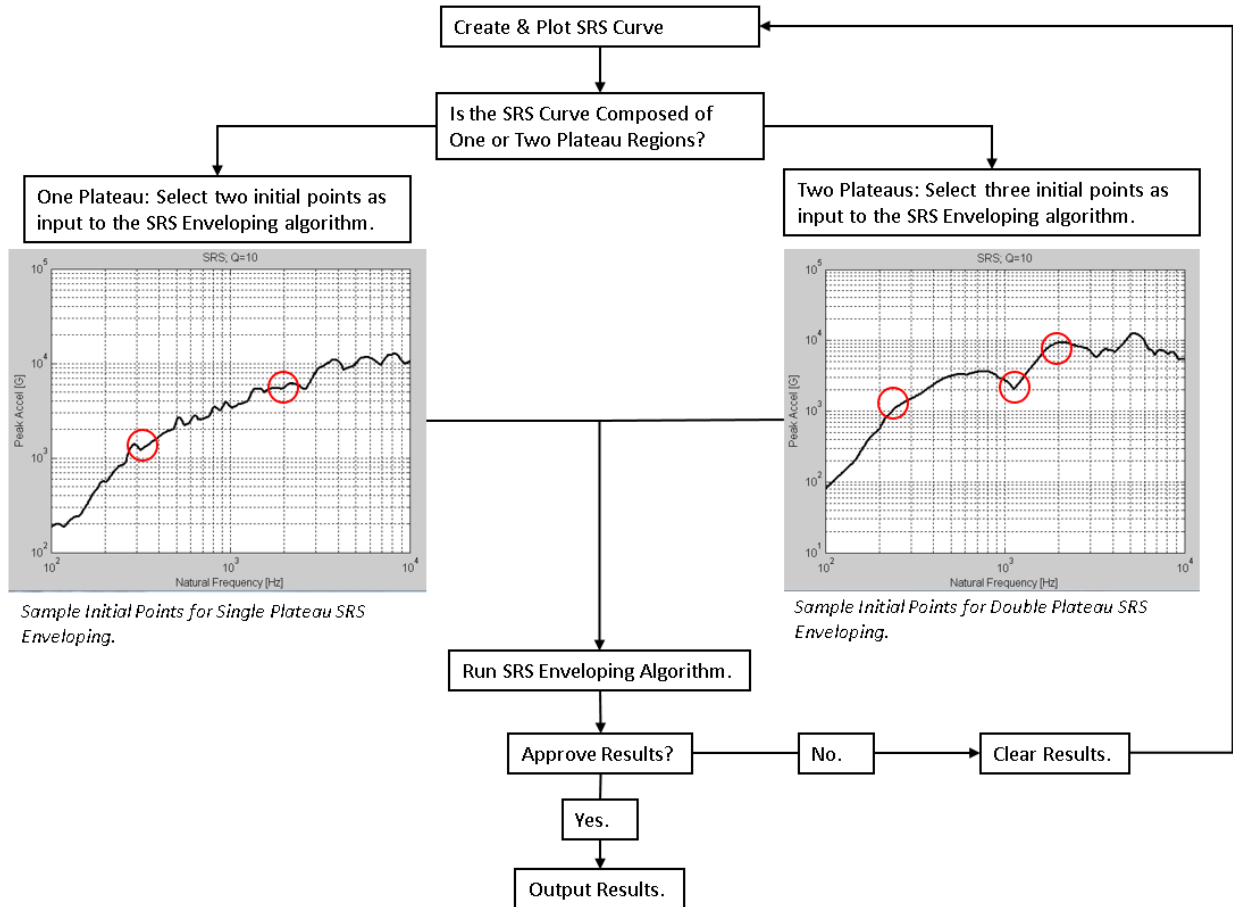 Create & Plot SRS Curve
Is the SRS Curve Composed of
One or Two Plateau Regions?
One Plateau: Select two initial points as
input to the SRS Enveloping algorithm.
Two Plateaus: Select three initial points as
input to the SRS Enveloping algorithm.
SRS; Q=10
10^5
10^4
10^3
10^2
Peak Accel [G]
10^2
10^3
10^4
Natural Frequency [Hz]
Sample Initial Points for Single Plateau SRS
Enveloping.
SRS; Q=10
10^5
10^4
10^3
10^2
10^1
Peak Accel [G]
10^2
10^3
10^4
Natural Frequency [Hz]
Sample Initial Points for Double Plateau SRS
Enveloping.
Run SRS Enveloping Algorithm.
Approve Results?
No.
Clear Results.
Yes.
Output Results.